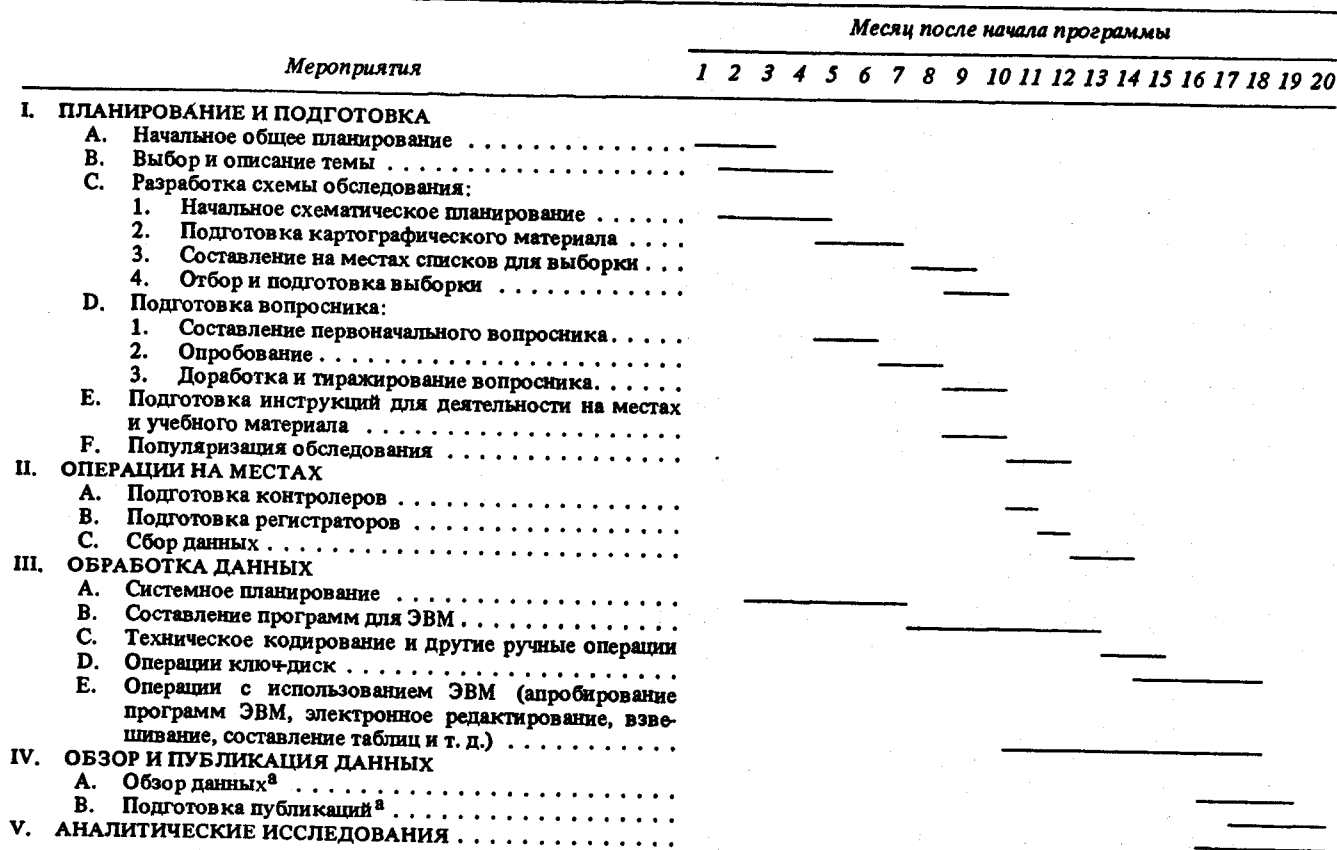 Месяц после начала программы
Мероприятия 1 2 3 4 5 6 7 8 9 10 11 12 13 14 15 16 17 18 19 20
I. ПЛАНИРОВАНИЕ И ПОДГОТОВКА
A. Начальное общее планирование . . . . . . . . . . . . . .
B. Выбор и описание темы . . . . . . . . . . . . . . . . . .
C. Разработка схемы обследования:
1. Начальное схематическое планирование . . . . . .
2. Подготовка картографического материала . . . .
3. Составление на местах списков для выборки . . .
4. Отбор и подготовка выборки . . . . . . . . . . . .
D. Подготовка вопросника:
1. Составление первоначального вопросника . . . . .
2. Опробование . . . . . . . . . . . . . . . . . . . . . .
3. Доработка и тиражирование вопросника. . . . . .
E. Подготовка инструкций для деятельности на местах
и учебного материала . . . . . . . . . . . . . . . . . .
F. Популяризация обследования . . . . . . . . . . . . . .
II. ОПЕРАЦИИ НА МЕСТАХ
A. Подготовка контролеров . . . . . . . . . . . . . . . . .
B. Подготовка регистраторов . . . . . . . . . . . . . . . .
C. Сбор данных . . . . . . . . . . . . . . . . . . . . . . . . .
III. ОБРАБОТКА ДАННЫХ
A. Системное планирование . . . . . . . . . . . . . . . . .
B. Составление программ для ЭВМ . . . . . . . . . . . . .
C. Техническое кодирование и другие ручные операции
D. Операции ключ-диск . . . . . . . . . . . . . . . . . . . .
E. Операции с использованием ЭВМ (апробирование
программ ЭВМ, электронное редактирование, взве-
шивание, составление таблиц и т. д.) . . . . . . . . . . .
IV. ОБЗОР И ПУБЛИКАЦИЯ ДАННЫХ
A. Обзор данныхª . . . . . . . . . . . . . . . . . . . . . . .
B. Подготовка публикацийª . . . . . . . . . . . . . . . . .
V. АНАЛИТИЧЕСКИЕ ИССЛЕДОВАНИЯ . . . . . . . . . . . . . .